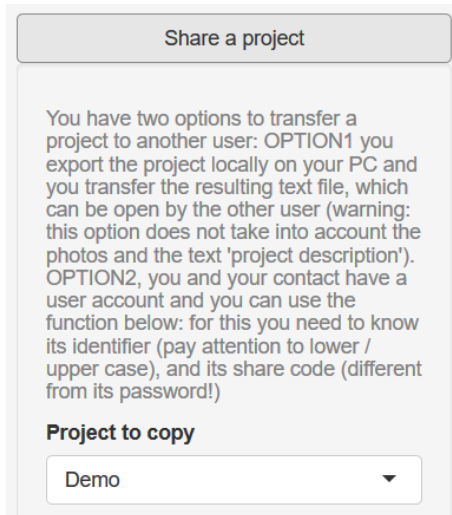 Share a project
You have two options to transfer a
project to another user: OPTION1 you
export the project locally on your PC and
you transfer the resulting text file, which
can be open by the other user (warning:
this option does not take into account the
photos and the text 'project description').
OPTION2, you and your contact have a
user account and you can use the
function below: for this you need to know
its identifier (pay attention to lower /
upper case), and its share code (different
from its password!)
Project to copy
Demo